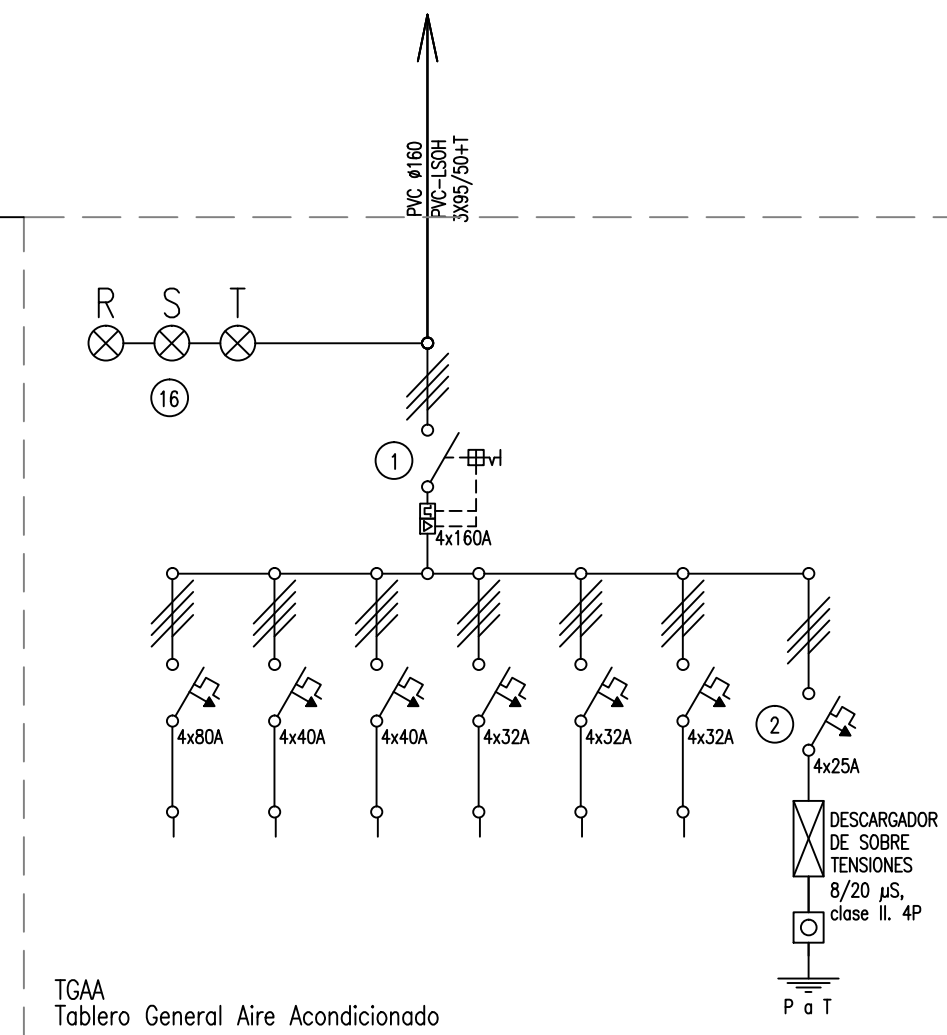 PVC ø160
PVC-LSOH
3X95/50+T
R S T
16
1
4x160A
4x80A 4x40A 4x40A 4x32A 4x32A 4x32A
2
4x25A
DESCARGADOR
DE SOBRE
TENSIONES
8/20 µS,
clase II. 4P
P a T
TGAA
Tablero General Aire Acondicionado